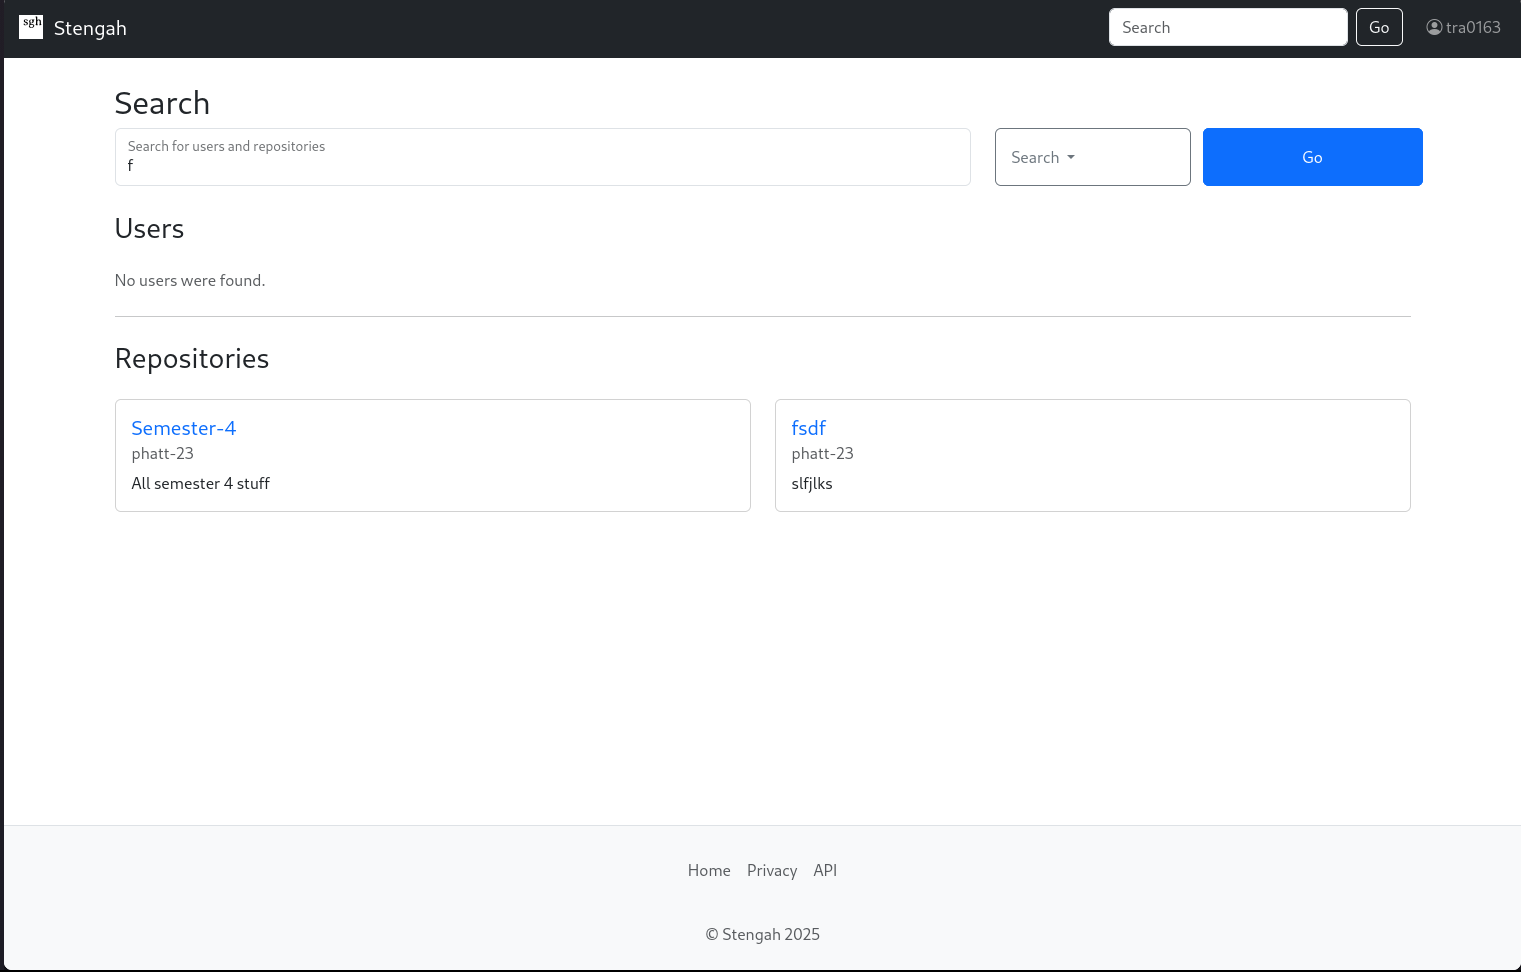 sgh Stengah Search Go tra0163
Search
Search for users and repositories
f
Search Go
Users
No users were found.
Repositories
Semester-4
phatt-23
All semester 4 stuff
fsdf
phatt-23
slfjlks
Home Privacy API
© Stengah 2025